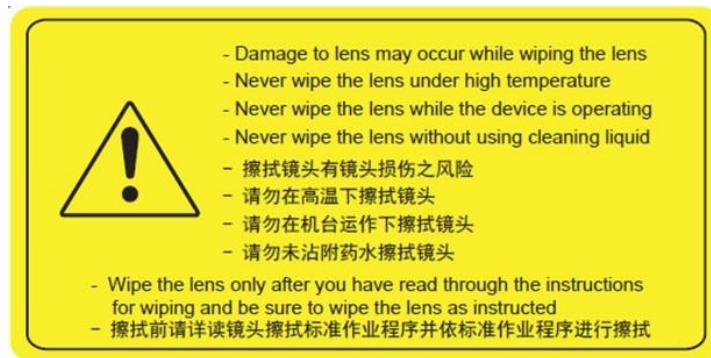 - Damage to lens may occur while wiping the lens
- Never wipe the lens under high temperature
- Never wipe the lens while the device is operating
- Never wipe the lens without using cleaning liquid
- 擦拭镜头有镜头损伤之风险
- 请勿在高温下擦拭镜头
- 请勿在机台运作下擦拭镜头
- 请勿未沾附药水擦拭镜头
- Wipe the lens only after you have read through the instructions
for wiping and be sure to wipe the lens as instructed
- 擦拭前请详读镜头擦拭标准作业程序并依标准作业程序进行擦拭